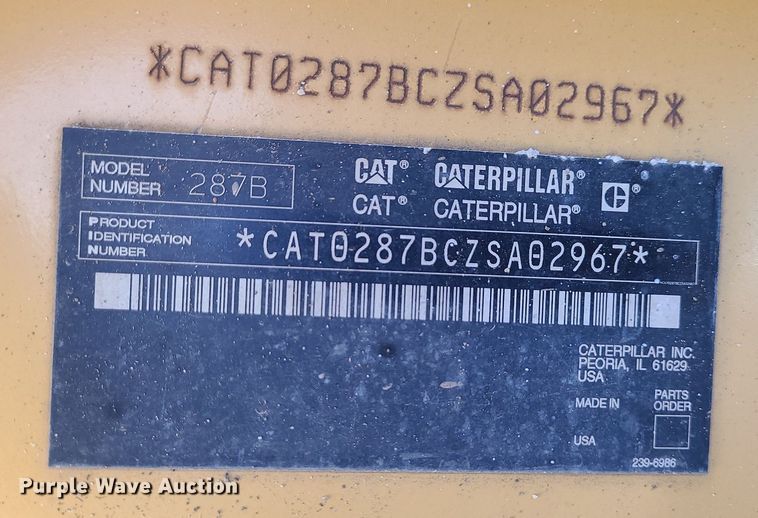 *CAT0287BCZSA02967*
MODEL NUMBER 287B
CAT® CATERPILLAR®
CAT® CATERPILLAR®
PRODUCT IDENTIFICATION NUMBER *CAT0287BCZSA02967*
CATERPILLAR INC.
PEORIA, IL 61629
USA
MADE IN
PARTS ORDER
USA
239-6986
Purple Wave Auction